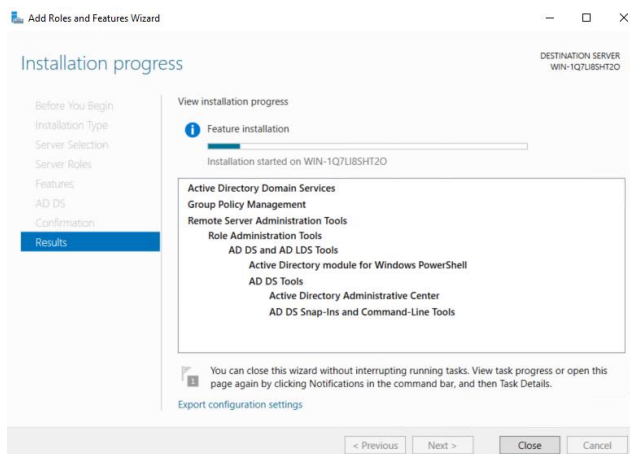 Add Roles and Features Wizard
Installation progress
DESTINATION SERVER
WIN-1Q7LI8SHT2O
Before You Begin
Installation Type
Server Selection
Server Roles
Features
AD DS
Confirmation
Results
View installation progress
Feature installation
Installation started on WIN-1Q7LI8SHT2O
Active Directory Domain Services
Group Policy Management
Remote Server Administration Tools
Role Administration Tools
AD DS and AD LDS Tools
Active Directory module for Windows PowerShell
AD DS Tools
Active Directory Administrative Center
AD DS Snap-Ins and Command-Line Tools
1
You can close this wizard without interrupting running tasks. View task progress or open this
page again by clicking Notifications in the command bar, and then Task Details.
Export configuration settings
< Previous
Next >
Close
Cancel